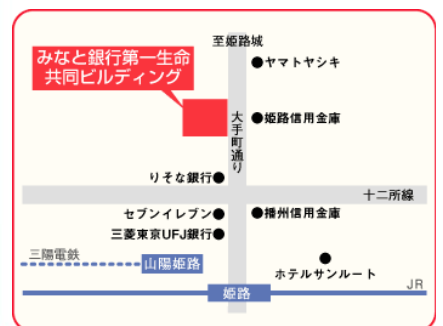 至姫路城
みなと銀行第一生命
共同ビルディング
ヤマトヤシキ
大手町通り
姫路信用金庫
りそな銀行
十二所線
セブンイレブン
播州信用金庫
三菱東京UFJ銀行
三陽電鉄
山陽姫路
ホテルサンルート
JR
姫路